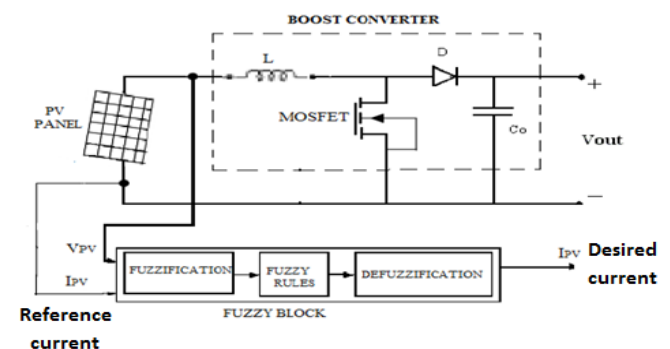 BOOST CONVERTER
L
D
PV
PANEL
MOSFET
Co
+
Vout
−
VPV
IPV
FUZZIFICATION
FUZZY
RULES
DEFUZZIFICATION
IPV
Desired
current
Reference
current
FUZZY BLOCK